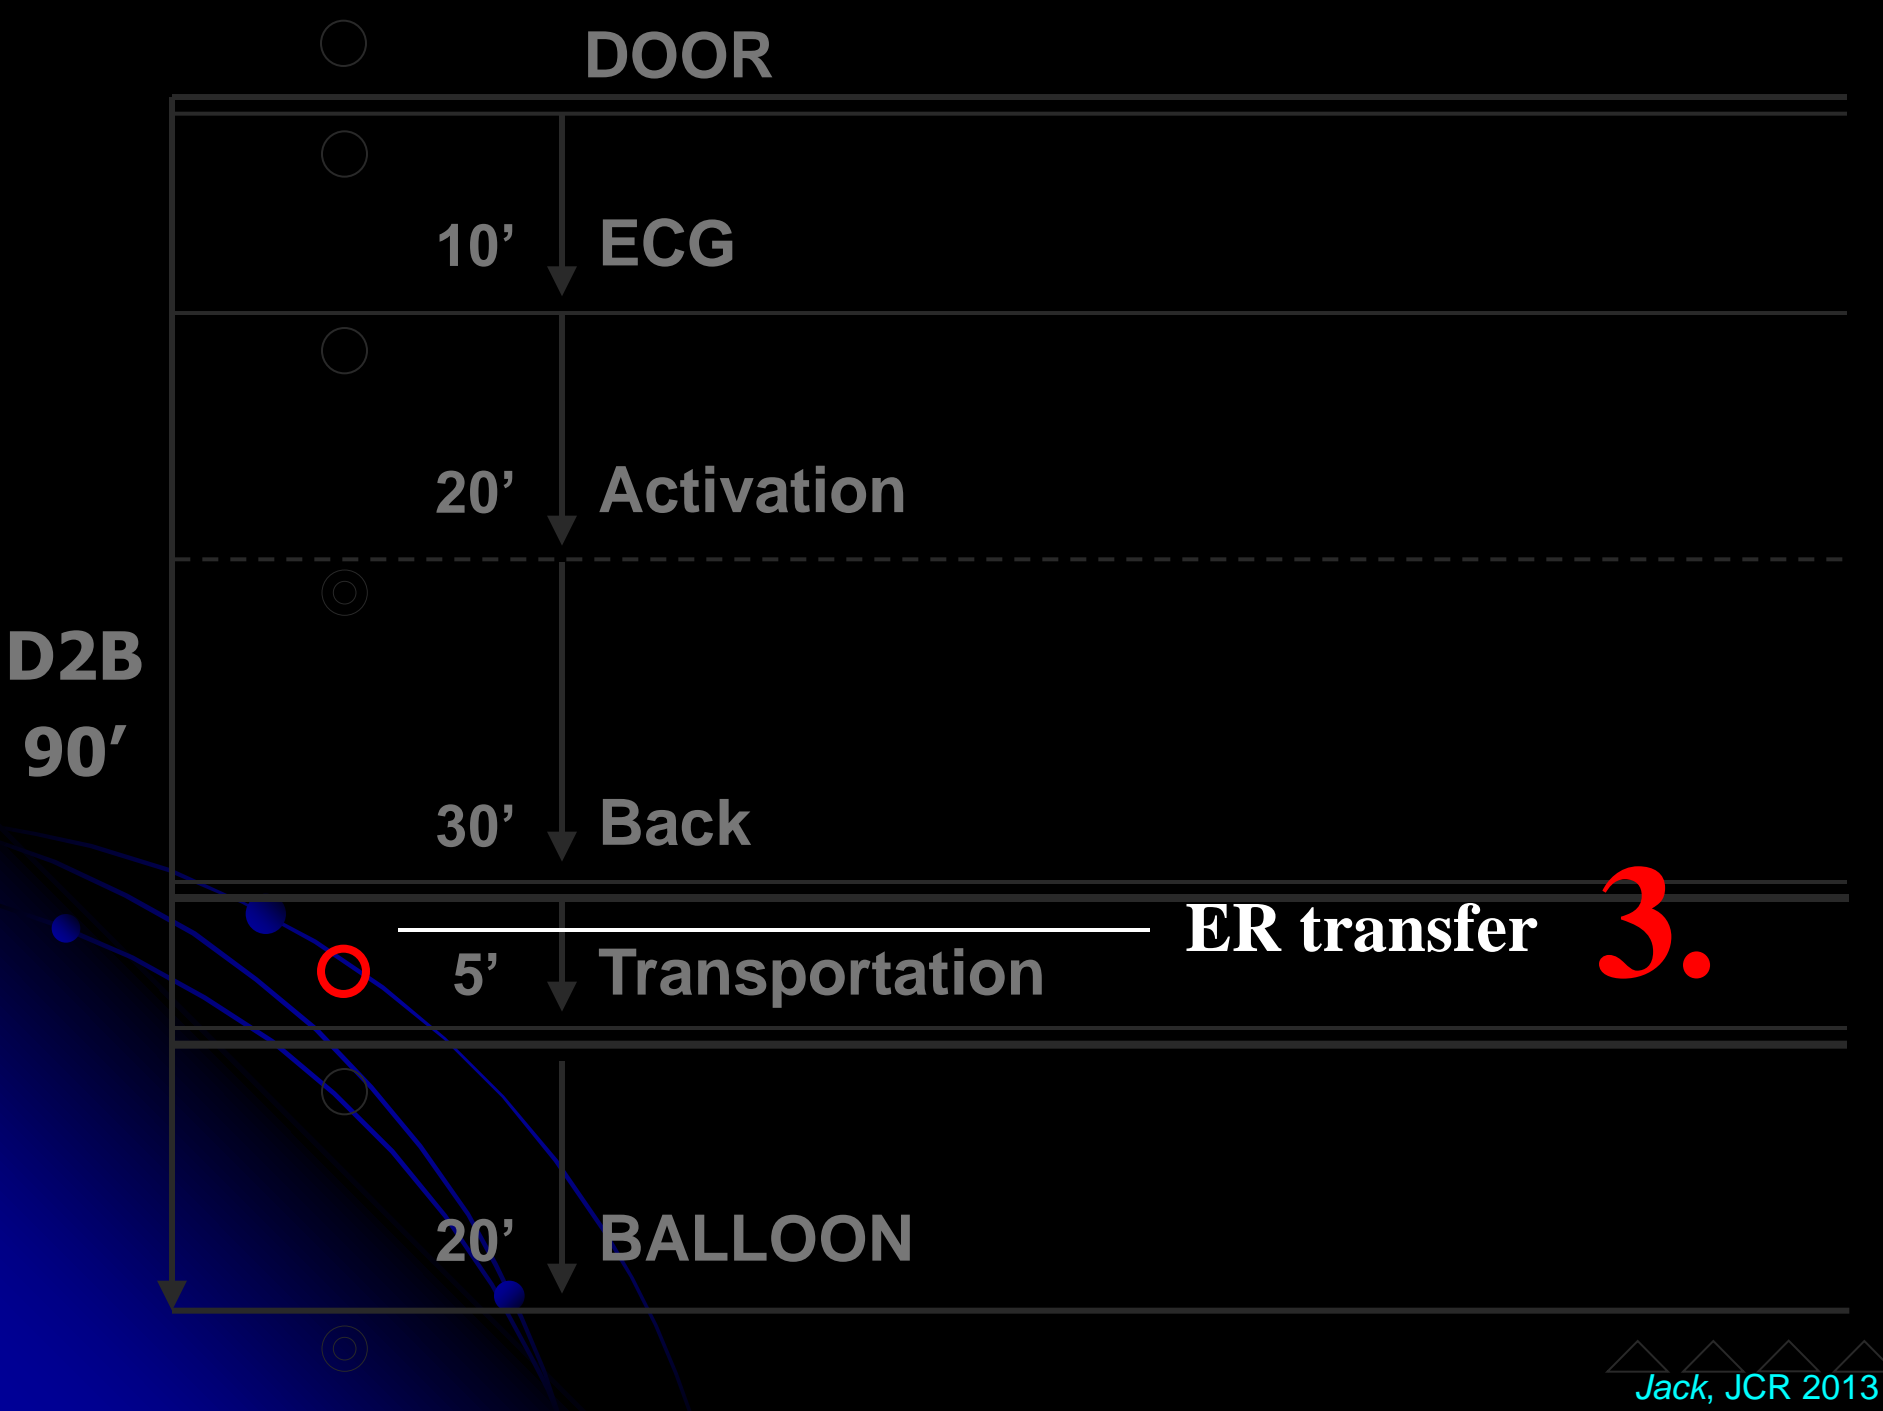 DOOR
10’ ECG
20’ Activation
D2B
90’
30’ Back
ER transfer 3.
5’ Transportation
20’ BALLOON
Jack, JCR 2013